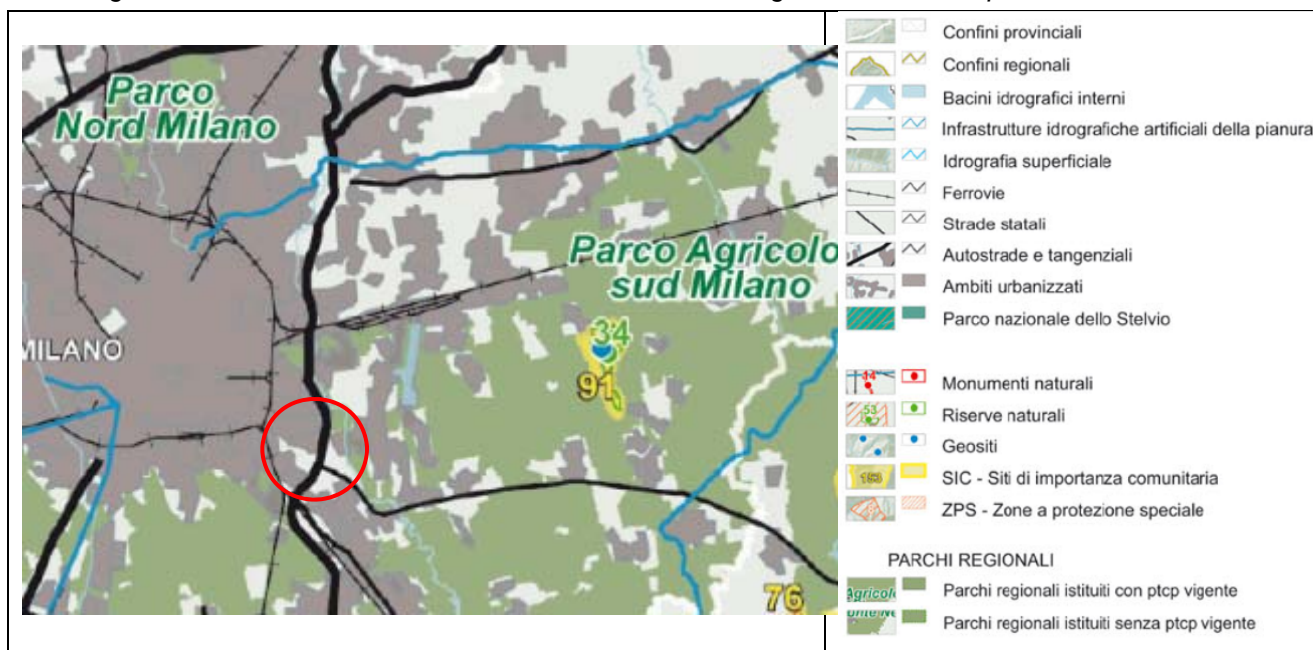 Parco
Nord Milano
Parco Agricolo
sud Milano
34
91
MILANO
76
Confini provinciali
Confini regionali
Bacini idrografici interni
Infrastrutture idrografiche artificiali della pianura
Idrografia superficiale
Ferrovie
Strade statali
Autostrade e tangenziali
Ambiti urbanizzati
Parco nazionale dello Stelvio
14
Monumenti naturali
53
Riserve naturali
Geositi
SIC - Siti di importanza comunitaria
ZPS - Zone a protezione speciale
PARCHI REGIONALI
Agricolo
Parchi regionali istituiti con ptcp vigente
Parchi regionali istituiti senza ptcp vigente